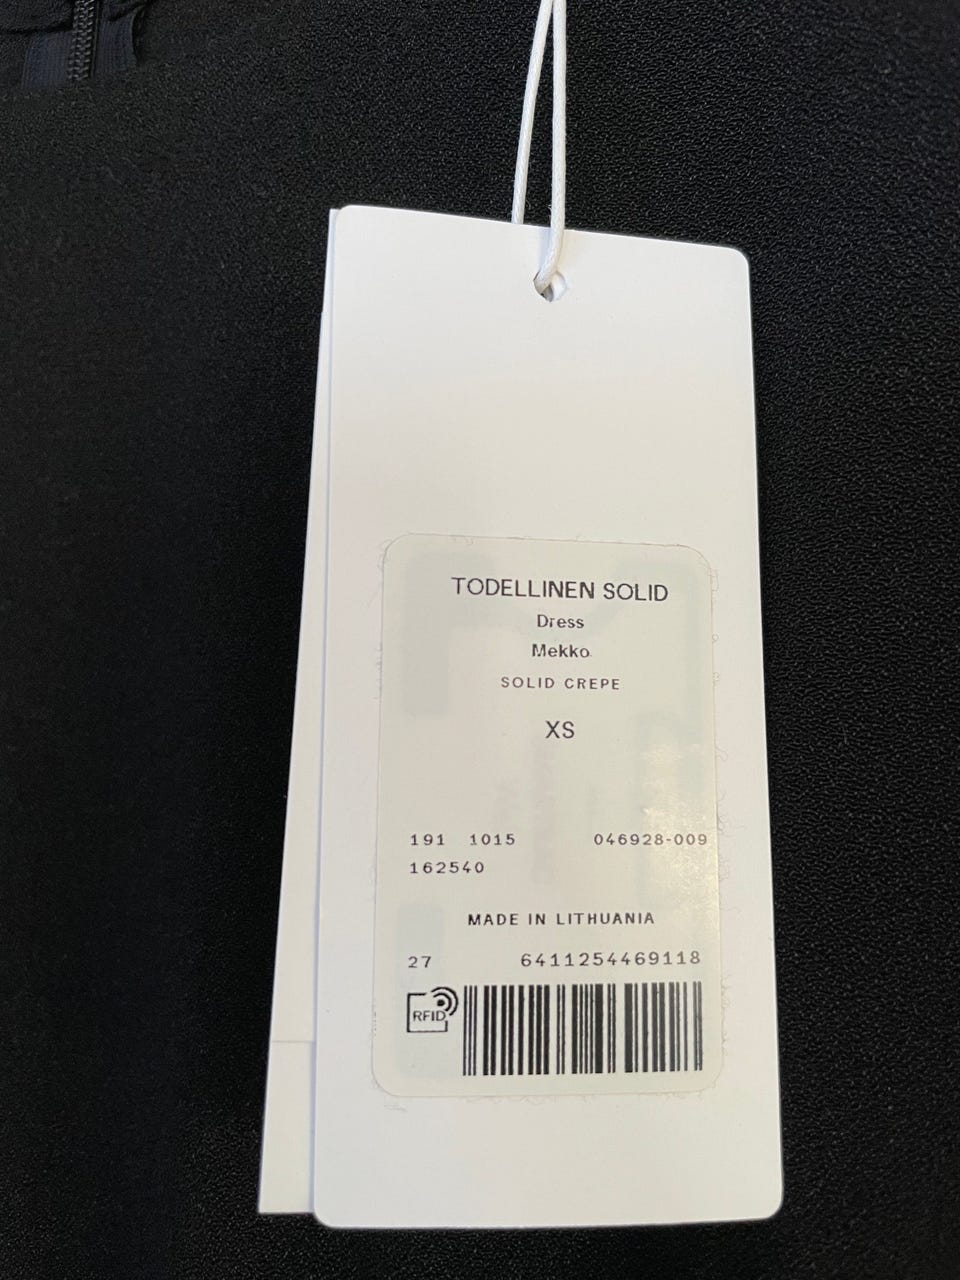 TODELLINEN SOLID
Dress
Mekko
SOLID CREPE
XS
191 1015 046928-009
162540
MADE IN LITHUANIA
27 6411254469118
RFID